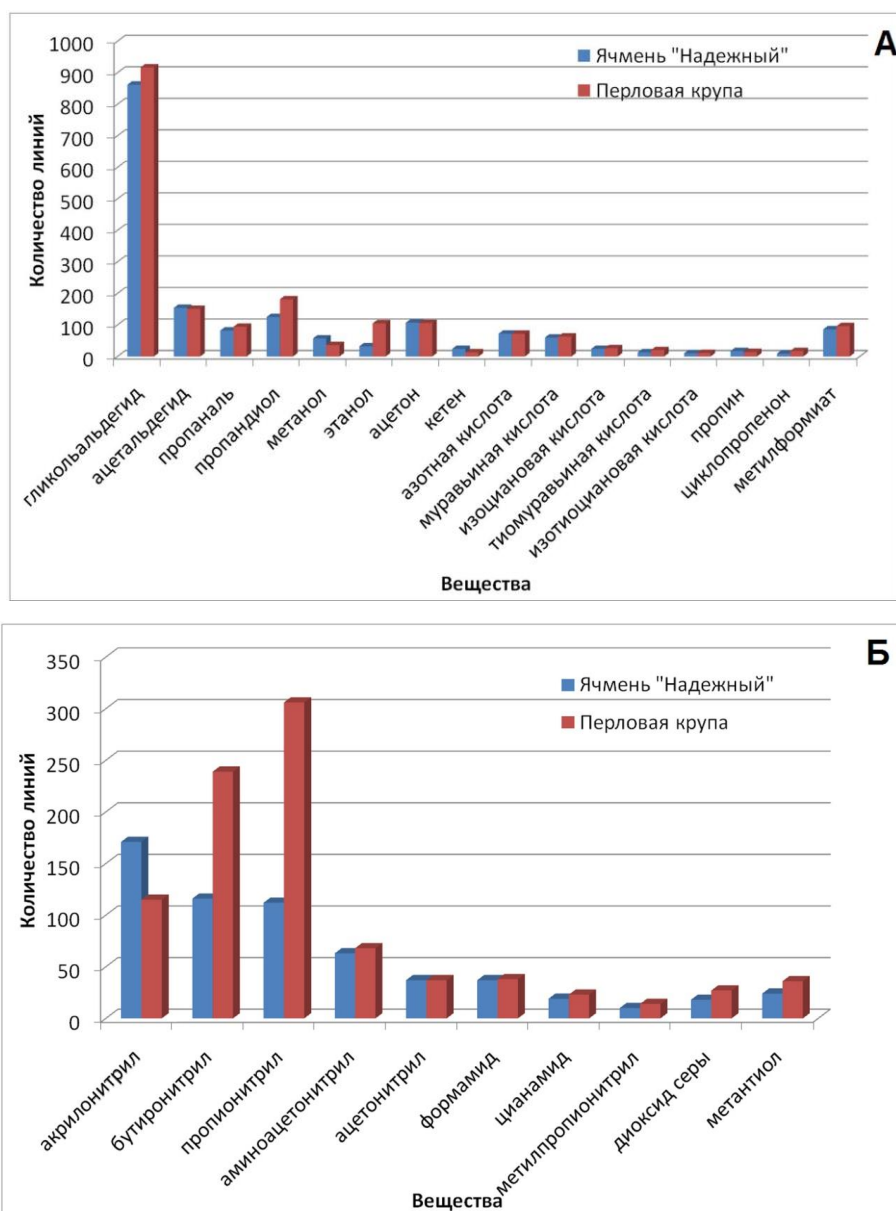 А
1000
900
800
700
600
500
400
300
200
100
0
Количество линий
Ячмень "Надежный"
Перловая крупа
гликольальдегид
ацетальдегид
пропаналь
пропандиол
метанол
этанол
ацетон
кетен
азотная кислота
муравьиная кислота
изоциановая кислота
тиомуравьиная кислота
изотиоциановая кислота
пропин
циклопропенон
метилформиат
Вещества
Б
350
300
250
200
150
100
50
0
Количество линий
Ячмень "Надежный"
Перловая крупа
акрилонитрил
бутиронитрил
пропионитрил
аминоацетонитрил
ацетонитрил
формамид
цианамид
метилпропионитрил
диоксид серы
метантиол
Вещества